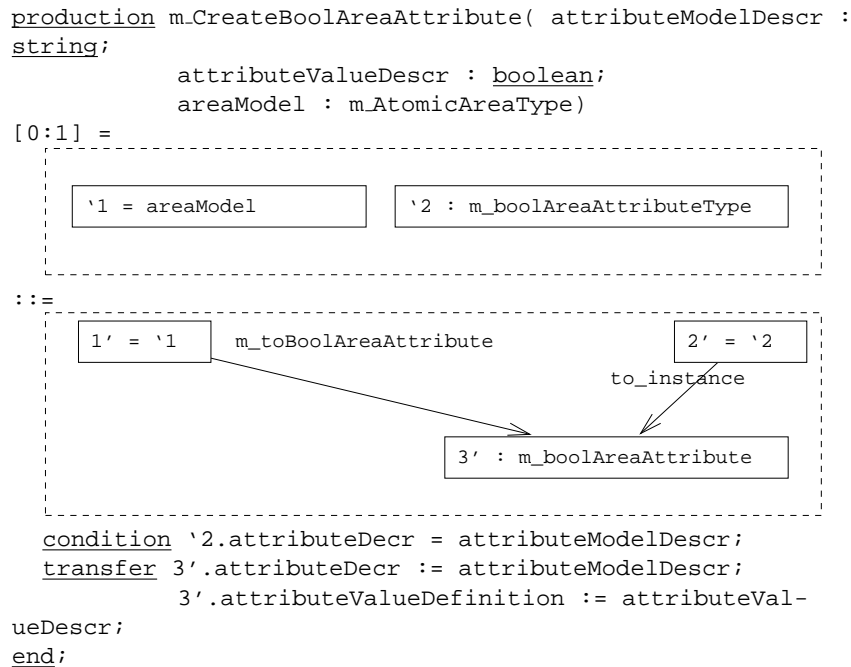 production m_CreateBoolAreaAttribute( attributeModelDescr :
string;
attributeValueDescr : boolean;
areaModel : m_AtomicAreaType)
[0:1] =
‘1 = areaModel
‘2 : m_boolAreaAttributeType
::=
1’ = ‘1
m_toBoolAreaAttribute
2’ = ‘2
to_instance
3’ : m_boolAreaAttribute
condition ‘2.attributeDecr = attributeModelDescr;
transfer 3’.attributeDecr := attributeModelDescr;
3’.attributeValueDefinition := attributeVal-
ueDescr;
end;